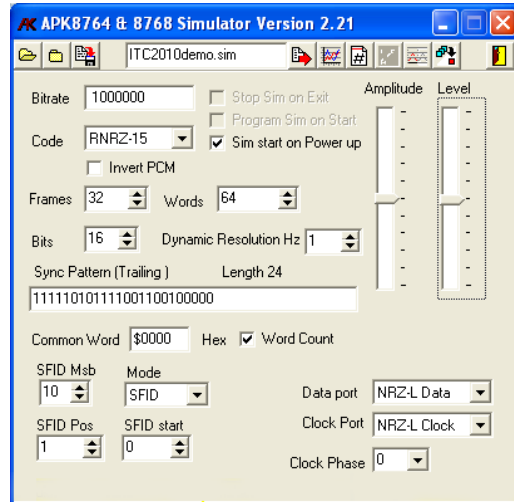 APK8764 & 8768 Simulator Version 2.21
ITC2010demo.sim
Bitrate 1000000
Stop Sim on Exit
Program Sim on Start
Code RNRZ-15
Sim start on Power up
Invert PCM
Amplitude Level
Frames 32 Words 64
Bits 16 Dynamic Resolution Hz 1
Sync Pattern (Trailing ) Length 24
111110101111001100100000
Common Word $0000 Hex Word Count
SFID Msb Mode
10 SFID
Data port NRZ-L Data
SFID Pos SFID start
Clock Port NRZ-L Clock
1 0
Clock Phase 0